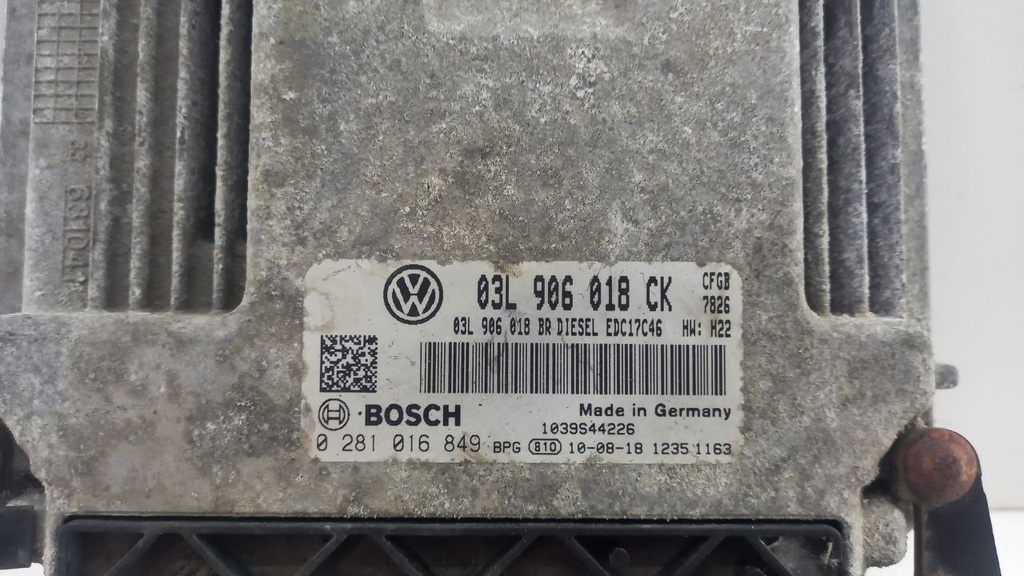 03L 906 018 CK CFGB
7826
03L 906 018 BR DIESEL EDC17C46 HW: H22
BOSCH
Made in Germany
1039S44226
0 281 016 849 BPG 810 10-08-18 1235 1163